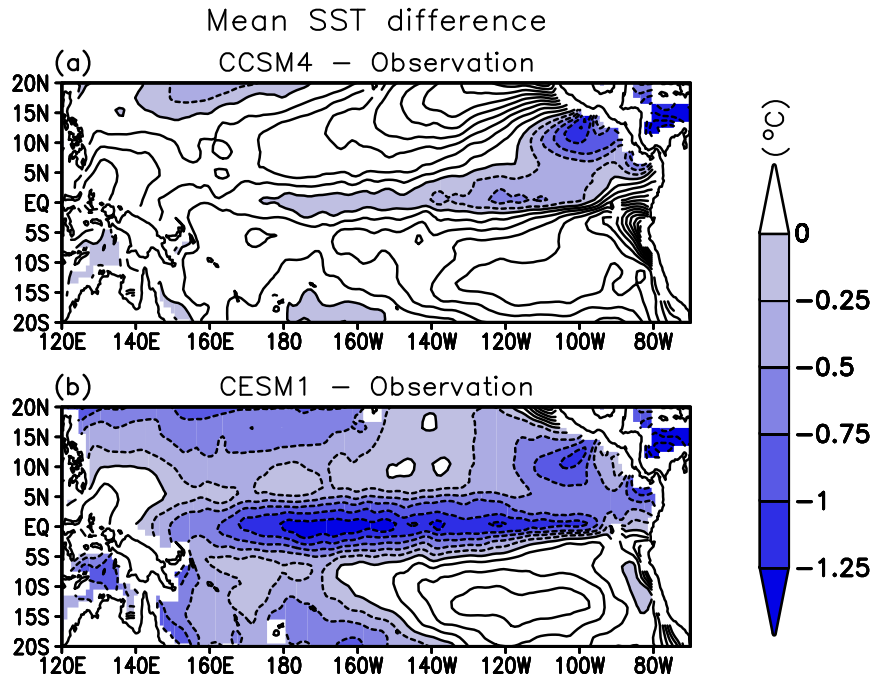 Mean SST difference
(a)
CCSM4 − Observation
20N
15N
10N
5N
EQ
5S
10S
15S
20S
120E 140E 160E 180E 160W 140W 120W 100W 80W
(b)
CESM1 − Observation
20N
15N
10N
5N
EQ
5S
10S
15S
20S
120E 140E 160E 180E 160W 140W 120W 100W 80W
(°C)
0
−0.25
−0.5
−0.75
−1
−1.25